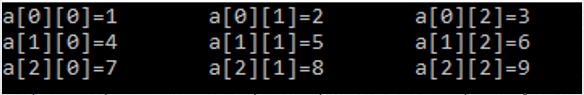 a[0][0]=1 a[0][1]=2 a[0][2]=3
a[1][0]=4 a[1][1]=5 a[1][2]=6
a[2][0]=7 a[2][1]=8 a[2][2]=9